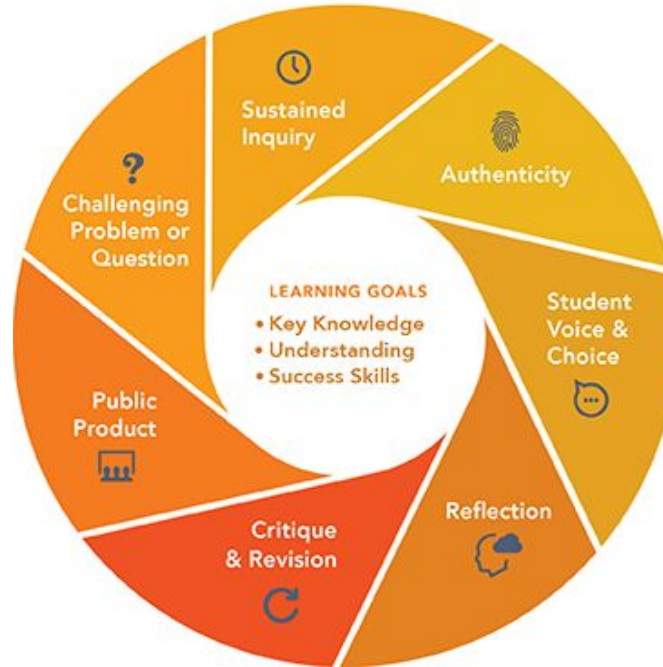 Sustained
Inquiry
Authenticity
?
Challenging
Problem or
Question
LEARNING GOALS
• Key Knowledge
• Understanding
• Success Skills
Student
Voice &
Choice
Public
Product
Reflection
Critique
& Revision